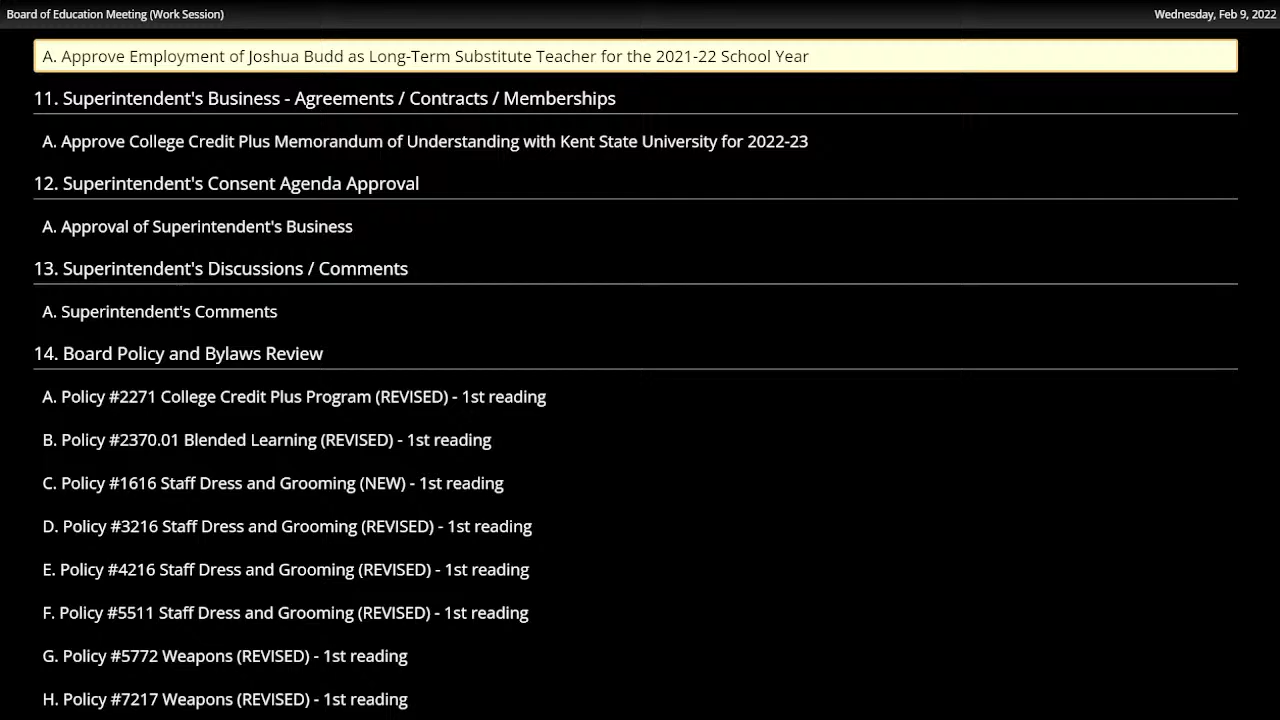 Board of Education Meeting (Work Session)
Wednesday, Feb 9, 2022
A. Approve Employment of Joshua Budd as Long-Term Substitute Teacher for the 2021-22 School Year
11. Superintendent's Business - Agreements / Contracts / Memberships
A. Approve College Credit Plus Memorandum of Understanding with Kent State University for 2022-23
12. Superintendent's Consent Agenda Approval
A. Approval of Superintendent's Business
13. Superintendent's Discussions / Comments
A. Superintendent's Comments
14. Board Policy and Bylaws Review
A. Policy #2271 College Credit Plus Program (REVISED) - 1st reading
B. Policy #2370.01 Blended Learning (REVISED) - 1st reading
C. Policy #1616 Staff Dress and Grooming (NEW) - 1st reading
D. Policy #3216 Staff Dress and Grooming (REVISED) - 1st reading
E. Policy #4216 Staff Dress and Grooming (REVISED) - 1st reading
F. Policy #5511 Staff Dress and Grooming (REVISED) - 1st reading
G. Policy #5772 Weapons (REVISED) - 1st reading
H. Policy #7217 Weapons (REVISED) - 1st reading